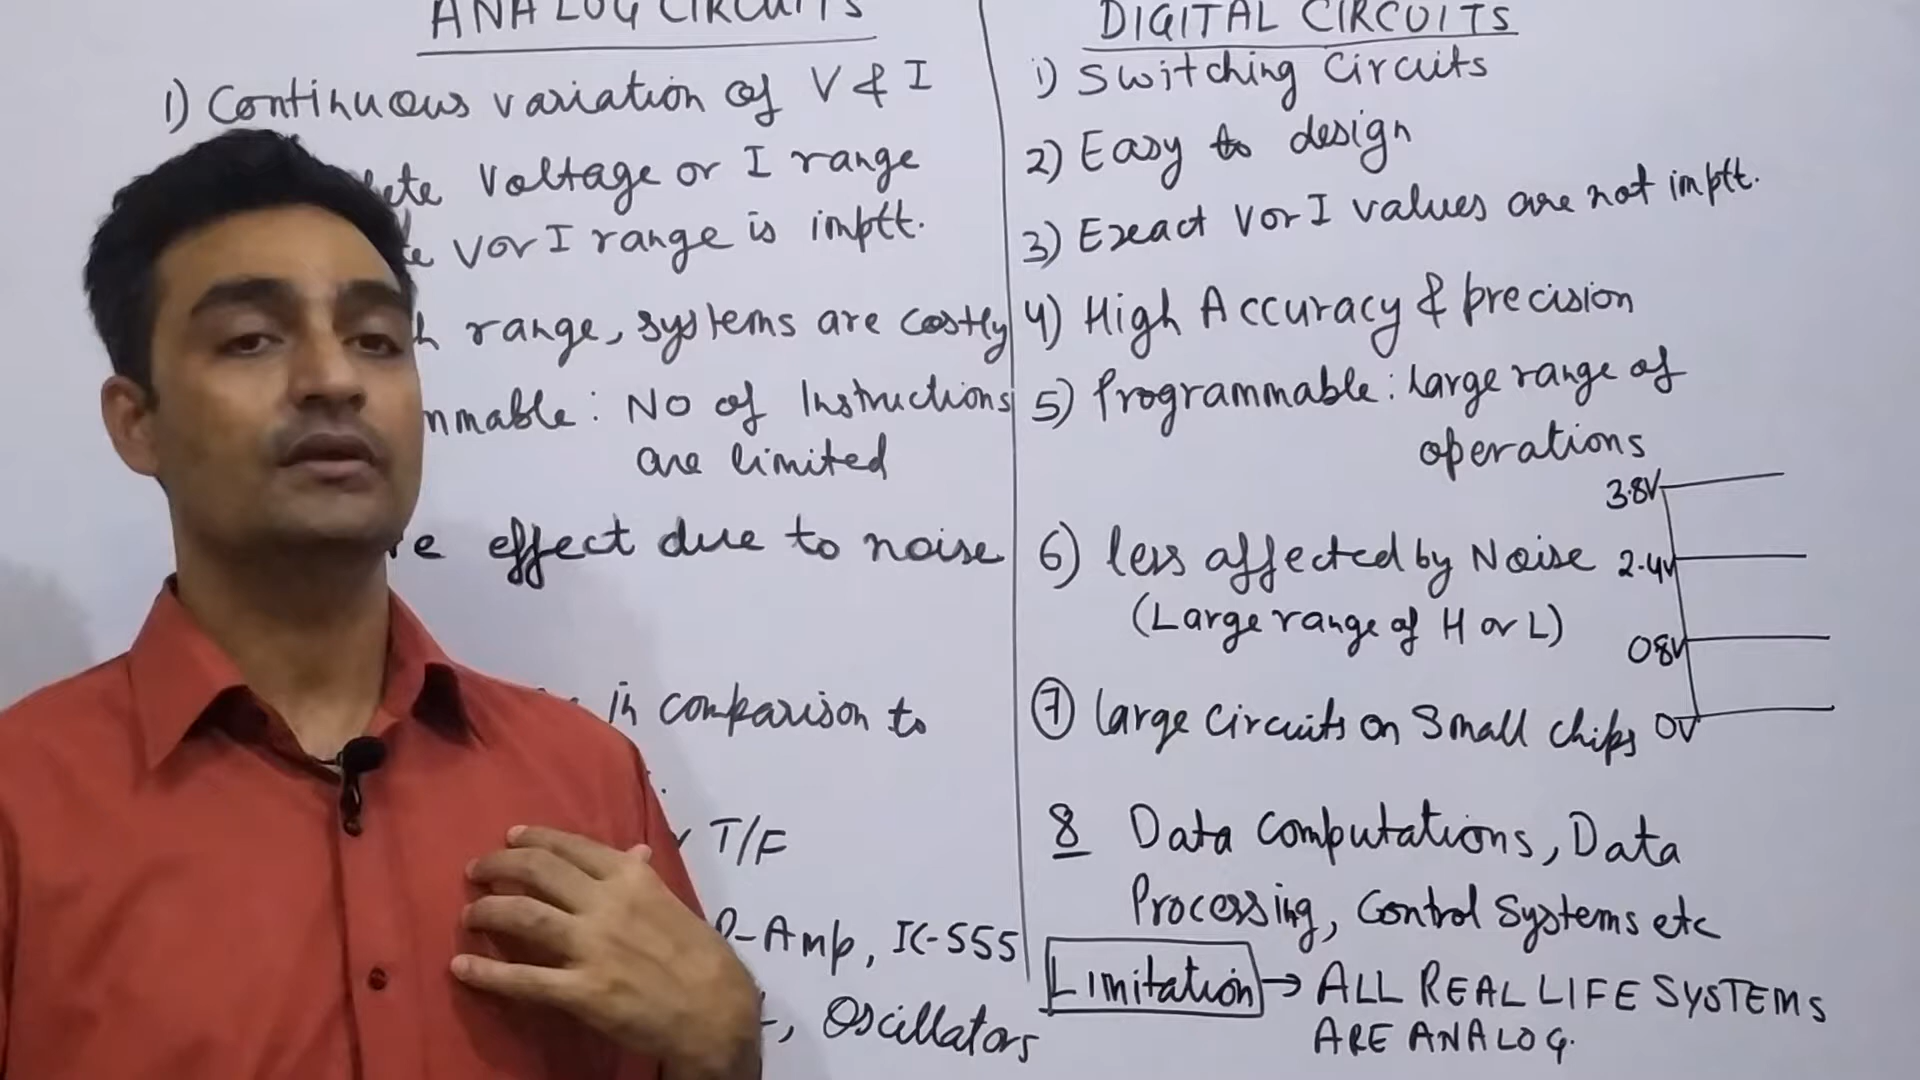 ANALOG CIRCUITS
1) Continuous variation of V & I
Voltage or I range
V or I range is imptt.
range, systems are costly
: No of Instructions
are limited
effect due to noise
in comparison to
T/F
-Amp, IC-555
, Oscillators
DIGITAL CIRCUITS
1) Switching Circuits
2) Easy to design
3) Exact V or I values are not imptt.
4) High Accuracy & precision
5) Programmable: large range of
operations
6) less affected by Noise
(Large range of H or L)
3.8V
2.4V
08V
0V
7 large circuits on small chips
8 Data Computations, Data
Processing, Control Systems etc
Limitation → ALL REAL LIFE SYSTEMS
ARE ANALOG.